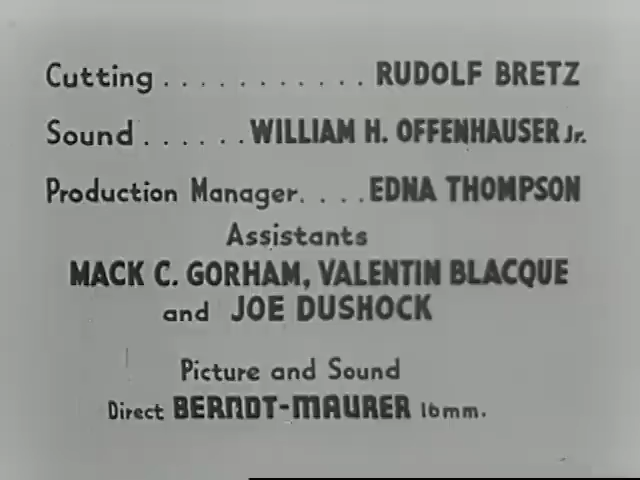 Cutting . . . . . . . . . . . RUDOLF BRETZ
Sound . . . . . . WILLIAM H. OFFENHAUSER Jr.
Production Manager. . . . EDNA THOMPSON
Assistants
MACK C. GORHAM, VALENTIN BLACQUE
and JOE DUSHOCK
Picture and Sound
Direct BERNDT-MAURER 16mm.